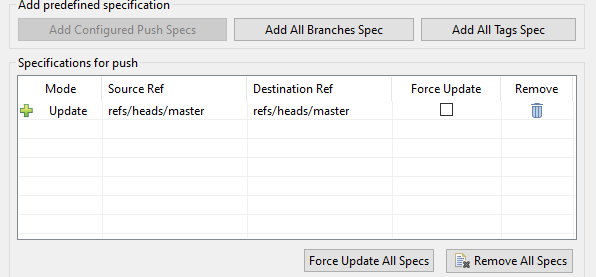 Add predefined specification
Add Configured Push Specs Add All Branches Spec Add All Tags Spec
Specifications for push
Mode Source Ref Destination Ref Force Update Remove
Update refs/heads/master refs/heads/master
Force Update All Specs Remove All Specs